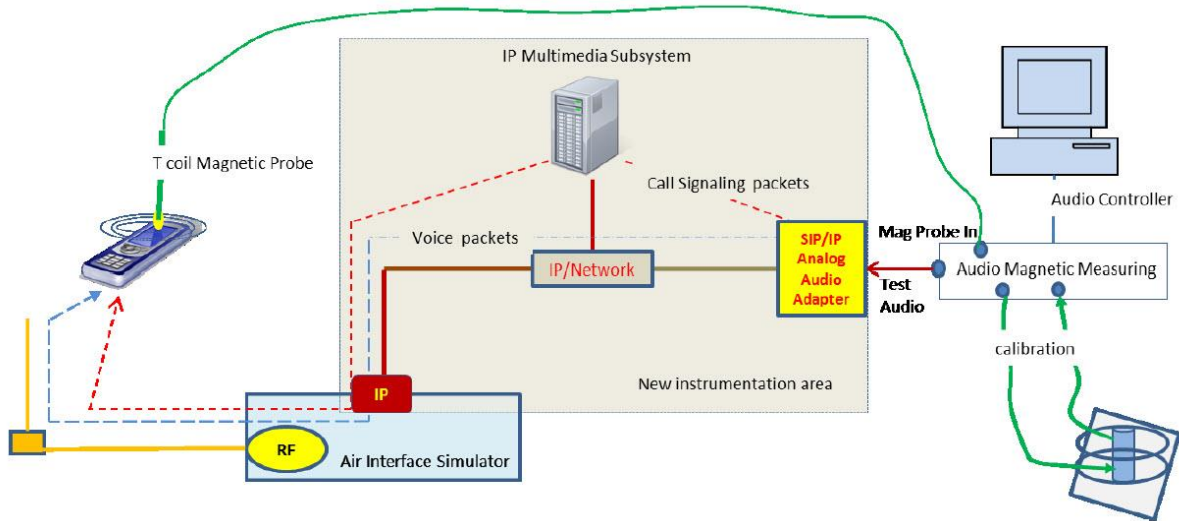 IP Multimedia Subsystem
T coil Magnetic Probe
Call Signaling packets
Audio Controller
Voice packets
SIP/IP
Analog
Audio
Adapter
Mag Probe In
IP/Network
Audio Magnetic Measuring
Test
Audio
calibration
IP
New instrumentation area
RF
Air Interface Simulator